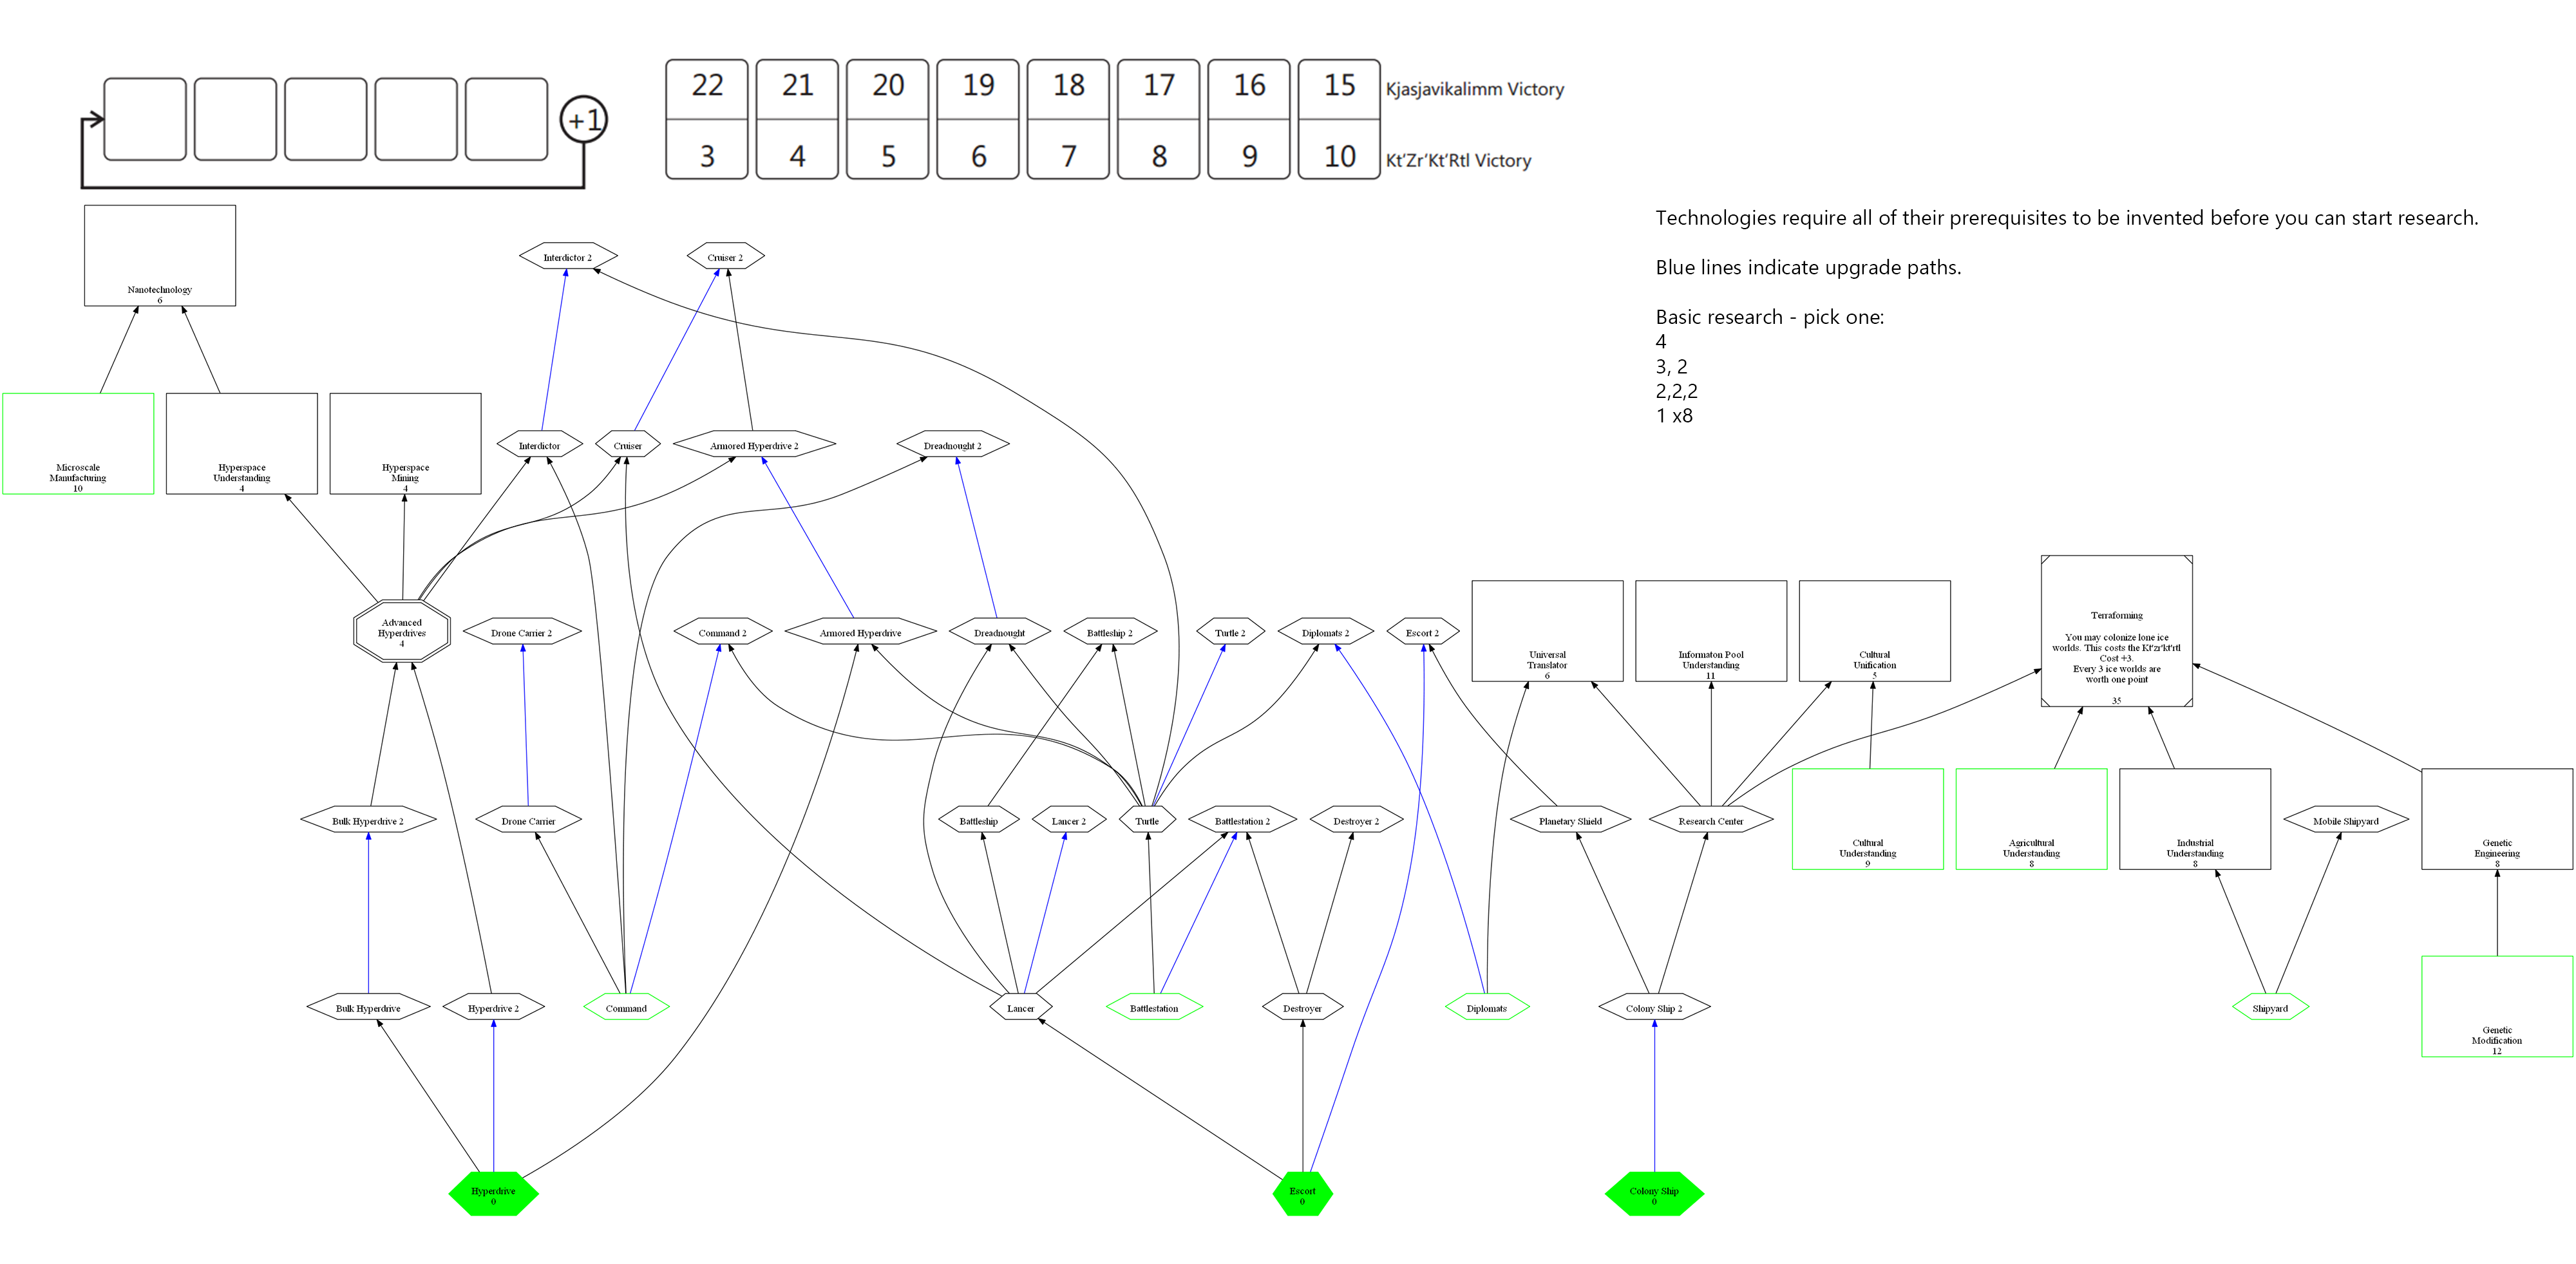 +1
22
21
20
19
18
17
16
15
Kjasjavikalimm Victory
3
4
5
6
7
8
9
10
Kt'Zr'Kt'Rtl Victory
Technologies require all of their prerequisites to be invented before you can start research.
Blue lines indicate upgrade paths.
Basic research - pick one:
4
3, 2
2,2,2
1 x8
Nanotechnology
6
Interdictor 2
Cruiser 2
Microscale
Manufacturing
10
Hyperspace
Understanding
4
Hyperspace
Mining
4
Interdictor
Cruiser
Armored Hyperdrive 2
Dreadnought 2
Advanced
Hyperdrives
4
Drone Carrier 2
Command 2
Armored Hyperdrive
Dreadnought
Battleship 2
Turtle 2
Diplomats 2
Escort 2
Universal
Translator
6
Informaton Pool
Understanding
11
Cultural
Unification
5
Terraforming
You may colonize lone ice
worlds. This costs the Kt'zr'kt'rtl
Cost +3.
Every 3 ice worlds are
worth one point
35
Bulk Hyperdrive 2
Drone Carrier
Battleship
Lancer 2
Turtle
Battlestation 2
Destroyer 2
Planetary Shield
Research Center
Cultural
Understanding
9
Agricultural
Understanding
8
Industrial
Understanding
8
Mobile Shipyard
Genetic
Engineering
8
Bulk Hyperdrive
Hyperdrive 2
Command
Lancer
Battlestation
Destroyer
Diplomats
Colony Ship 2
Shipyard
Genetic
Modification
12
Hyperdrive
0
Escort
0
Colony Ship
0